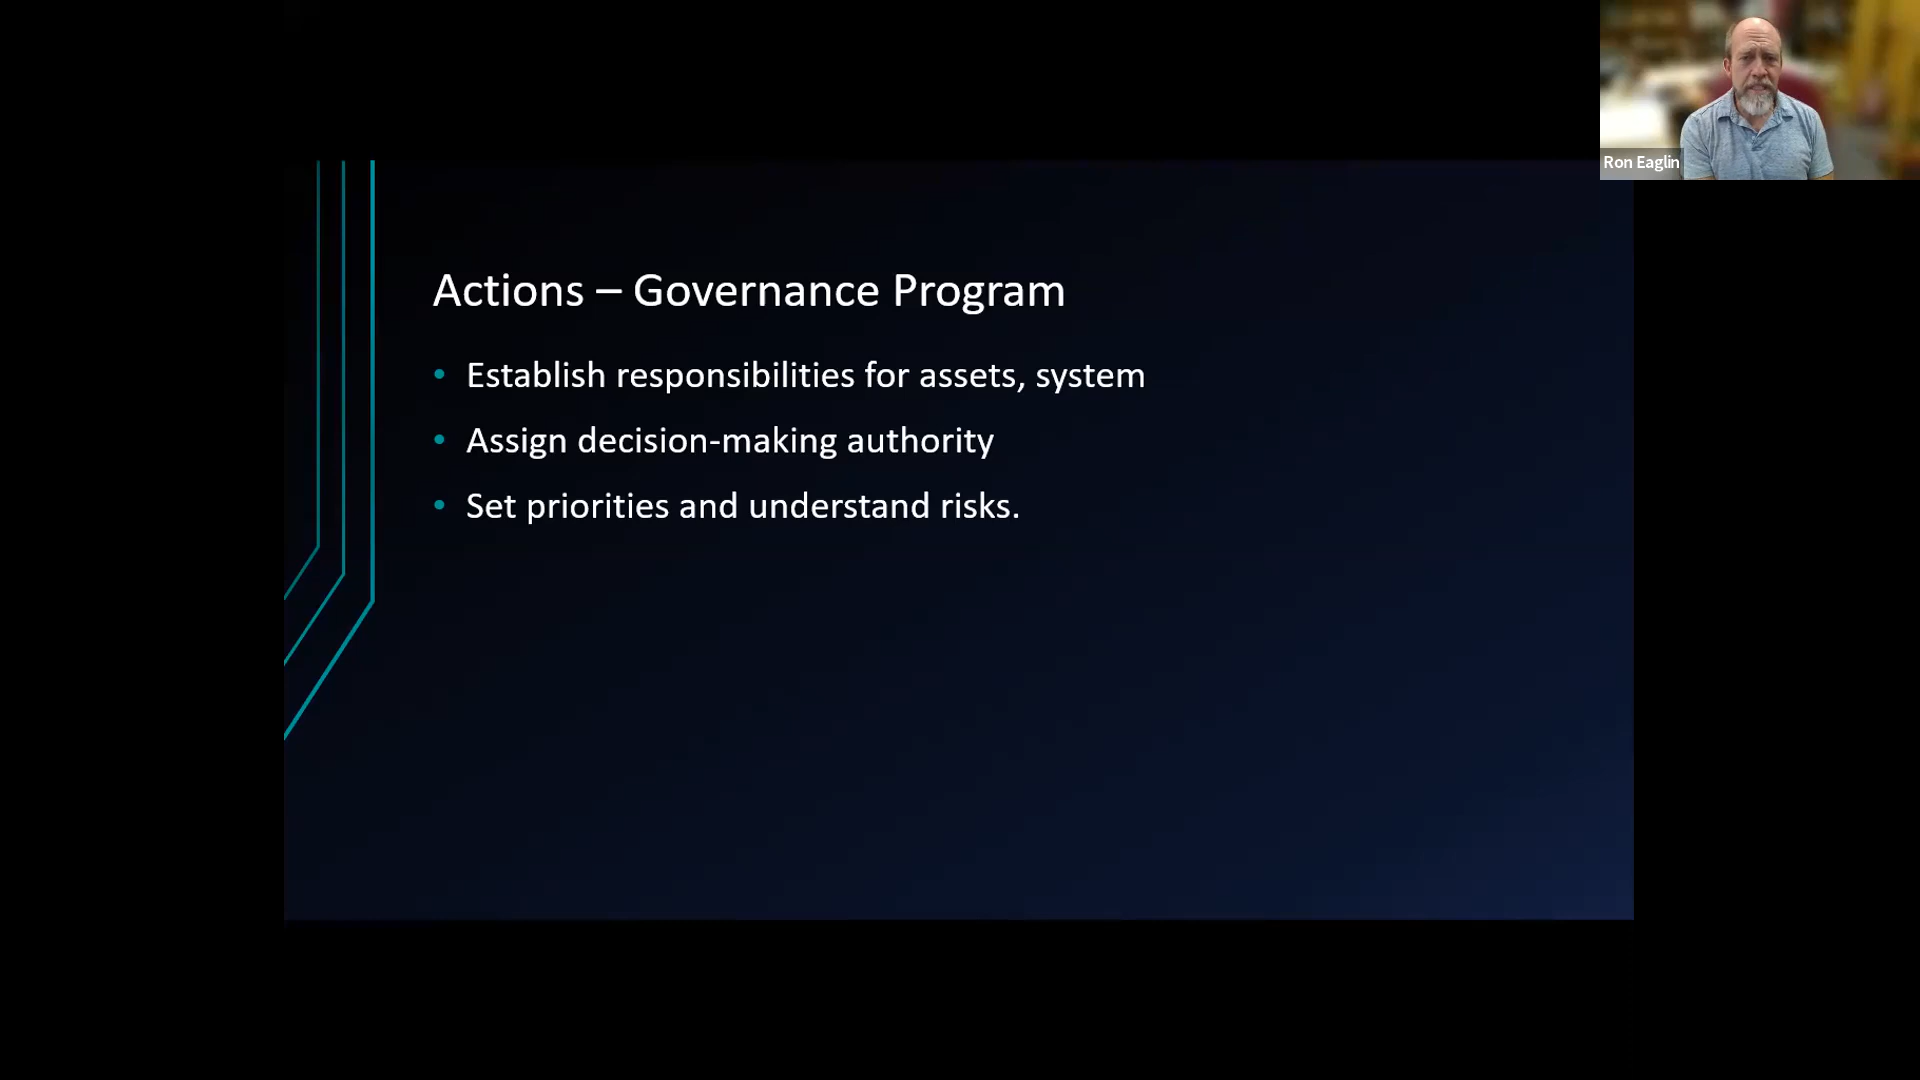 Ron Eaglin
Actions – Governance Program
• Establish responsibilities for assets, system
• Assign decision-making authority
• Set priorities and understand risks.